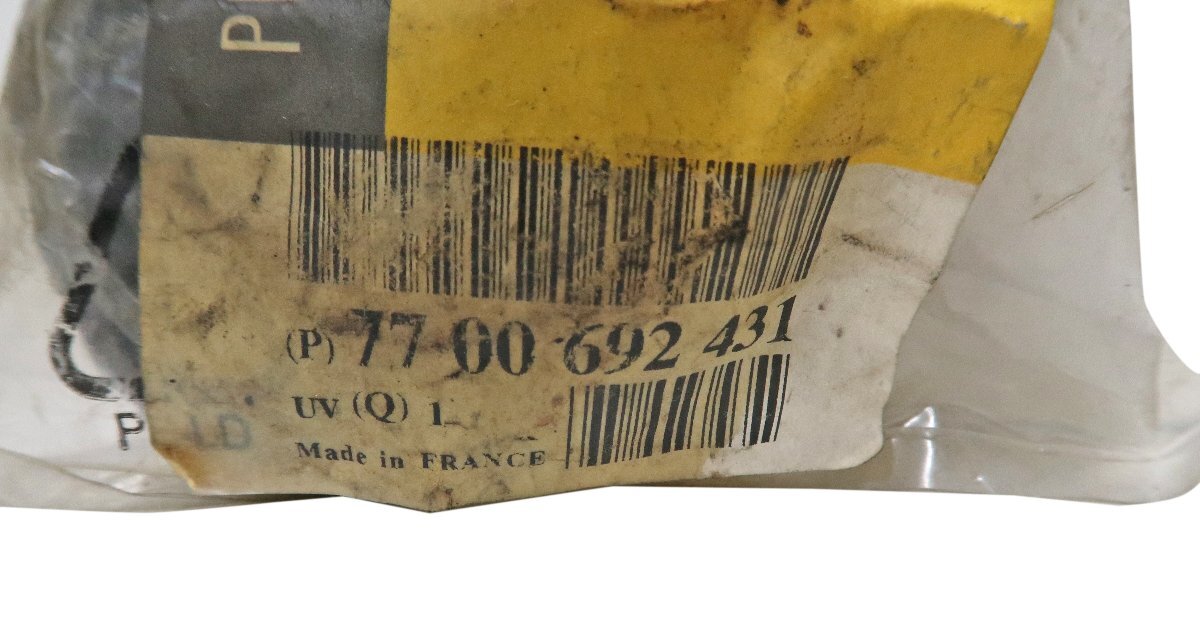 P
(P) 77 00 692 431
UV (Q) 1
Made in FRANCE